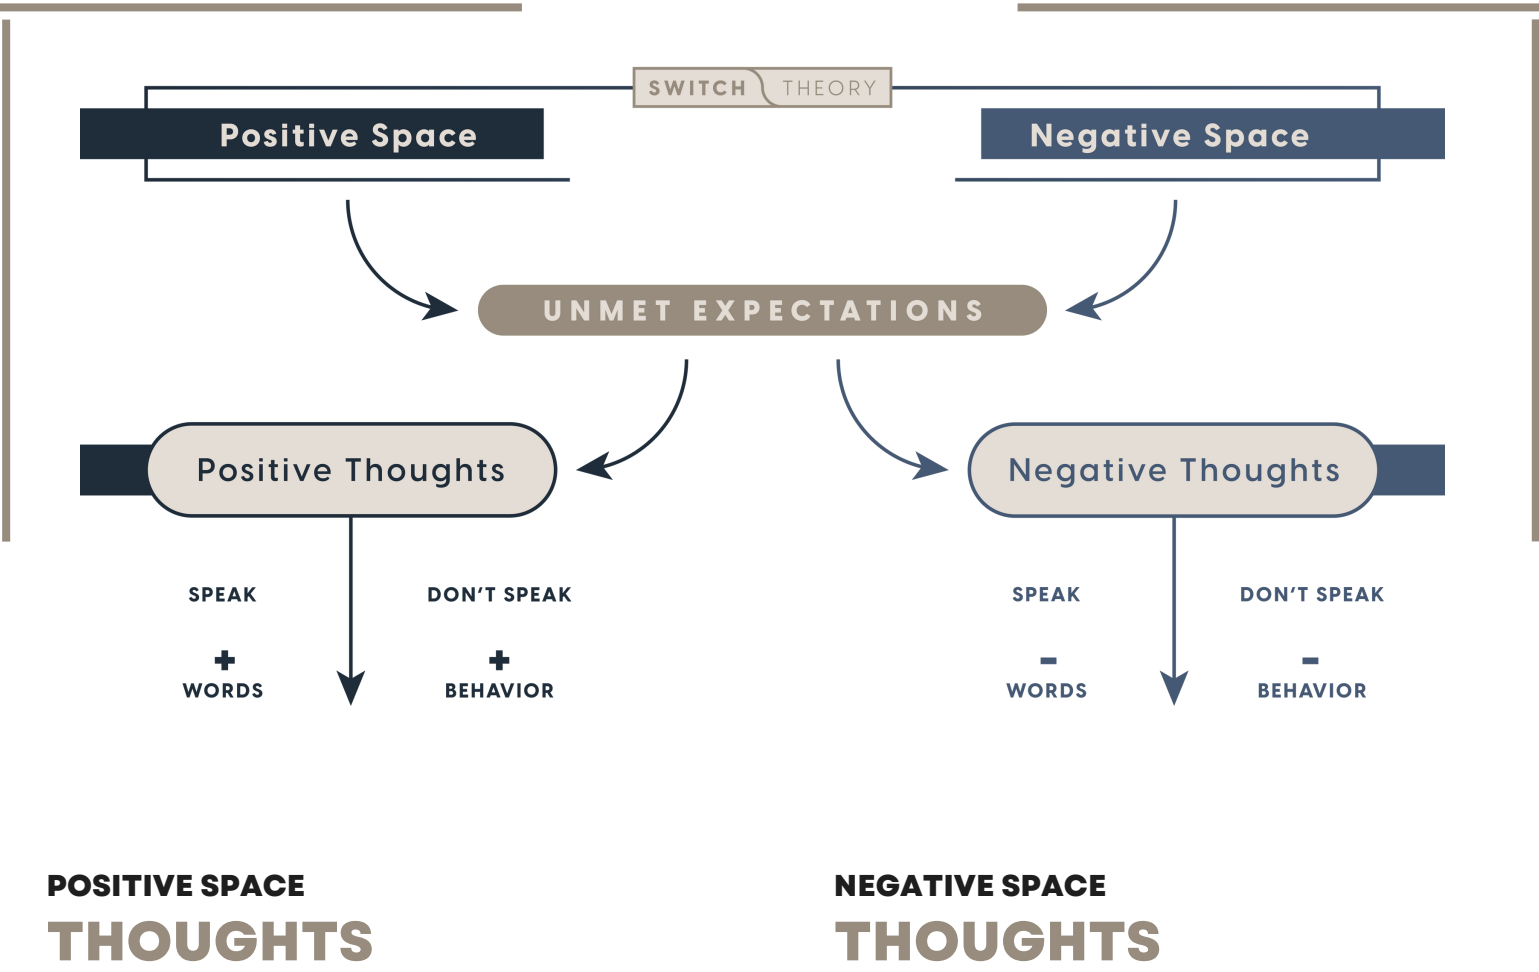 SWITCH THEORY
Positive Space
Negative Space
UNMET EXPECTATIONS
Positive Thoughts
Negative Thoughts
SPEAK
DON’T SPEAK
+
WORDS
+
BEHAVIOR
SPEAK
DON’T SPEAK
-
WORDS
-
BEHAVIOR
POSITIVE SPACE
THOUGHTS
NEGATIVE SPACE
THOUGHTS